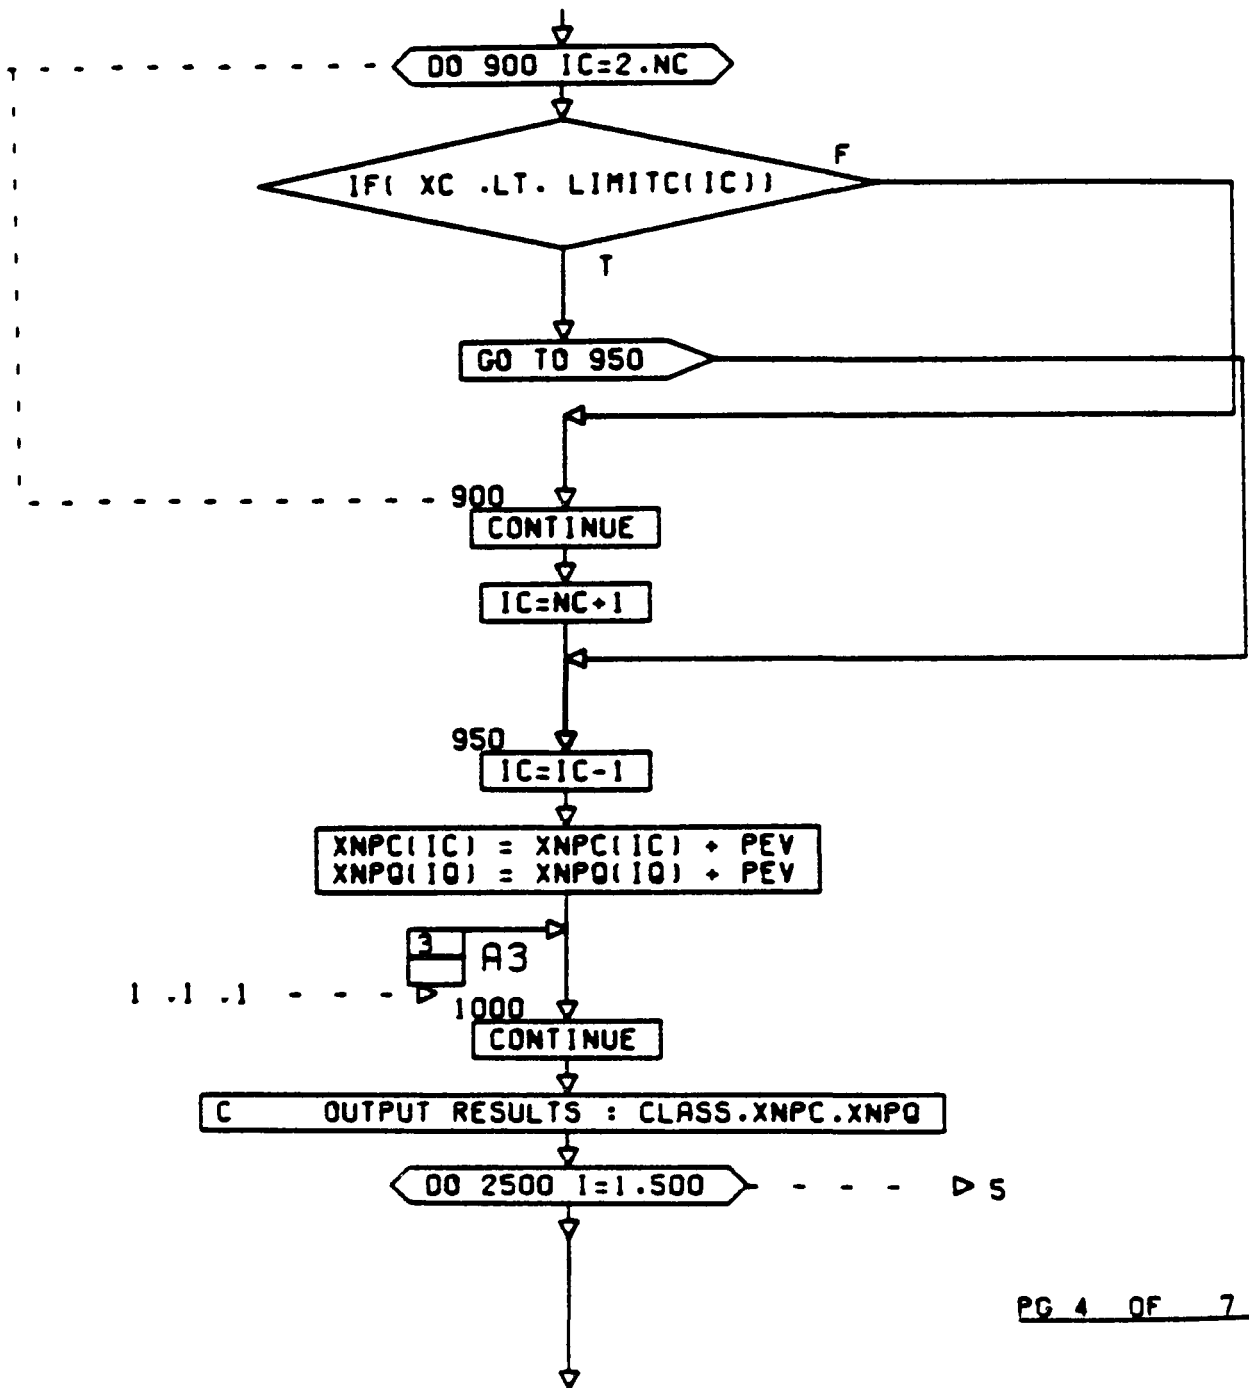 DO 900 IC=2.NC
F
IF( XC .LT. LIMITC(IC))
T
GO TO 950
900
CONTINUE
IC=NC+1
950
IC=IC-1
XNPC(IC) = XNPC(IC) + PEV
XNPQ(IQ) = XNPQ(IQ) + PEV
3
A3
1 .1 .1
1000
CONTINUE
C OUTPUT RESULTS : CLASS.XNPC.XNPQ
DO 2500 I=1.500
5
PG 4 OF 7